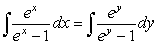 ∫ e^x / (e^x − 1) dx = ∫ e^y / (e^y − 1) dy